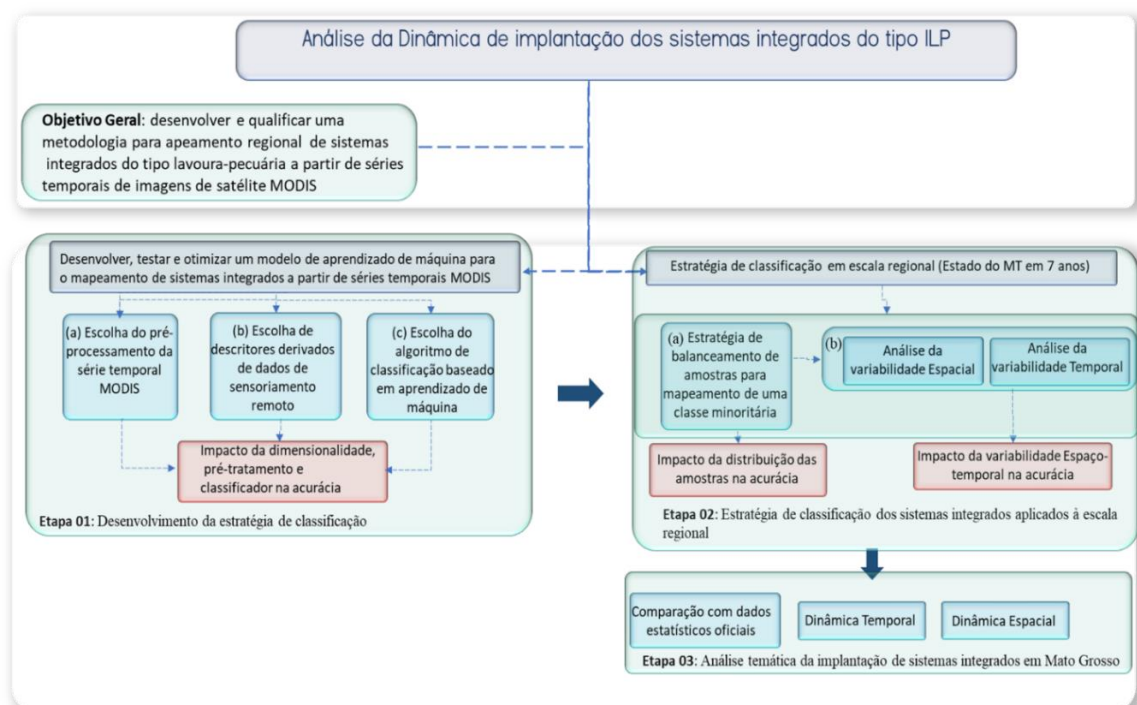 Análise da Dinâmica de implantação dos sistemas integrados do tipo ILP
Objetivo Geral: desenvolver e qualificar uma
metodologia para apeamento regional de sistemas
integrados do tipo lavoura-pecuária a partir de séries
temporais de imagens de satélite MODIS
Desenvolver, testar e otimizar um modelo de aprendizado de máquina para
o mapeamento de sistemas integrados a partir de séries temporais MODIS
(a) Escolha do pré-
processamento da
série temporal
MODIS
(b) Escolha de
descritores derivados
de dados de
sensoriamento
remoto
(c) Escolha do
algoritmo de
classificação baseado
em aprendizado de
máquina
Impacto da dimensionalidade,
pré-tratamento e
classificador na acurácia
Etapa 01: Desenvolvimento da estratégia de classificação
Estratégia de classificação em escala regional (Estado do MT em 7 anos)
(a) Estratégia de
balanceamento de
amostras para
mapeamento de uma
classe minoritária
(b)
Análise da
variabilidade Espacial
Análise da
variabilidade Temporal
Impacto da distribuição das
amostras na acurácia
Impacto da variabilidade Espaço-
temporal na acurácia
Etapa 02: Estratégia de classificação dos sistemas integrados aplicados à escala
regional
Comparação com dados
estatísticos oficiais
Dinâmica Temporal
Dinâmica Espacial
Etapa 03: Análise temática da implantação de sistemas integrados em Mato Grosso